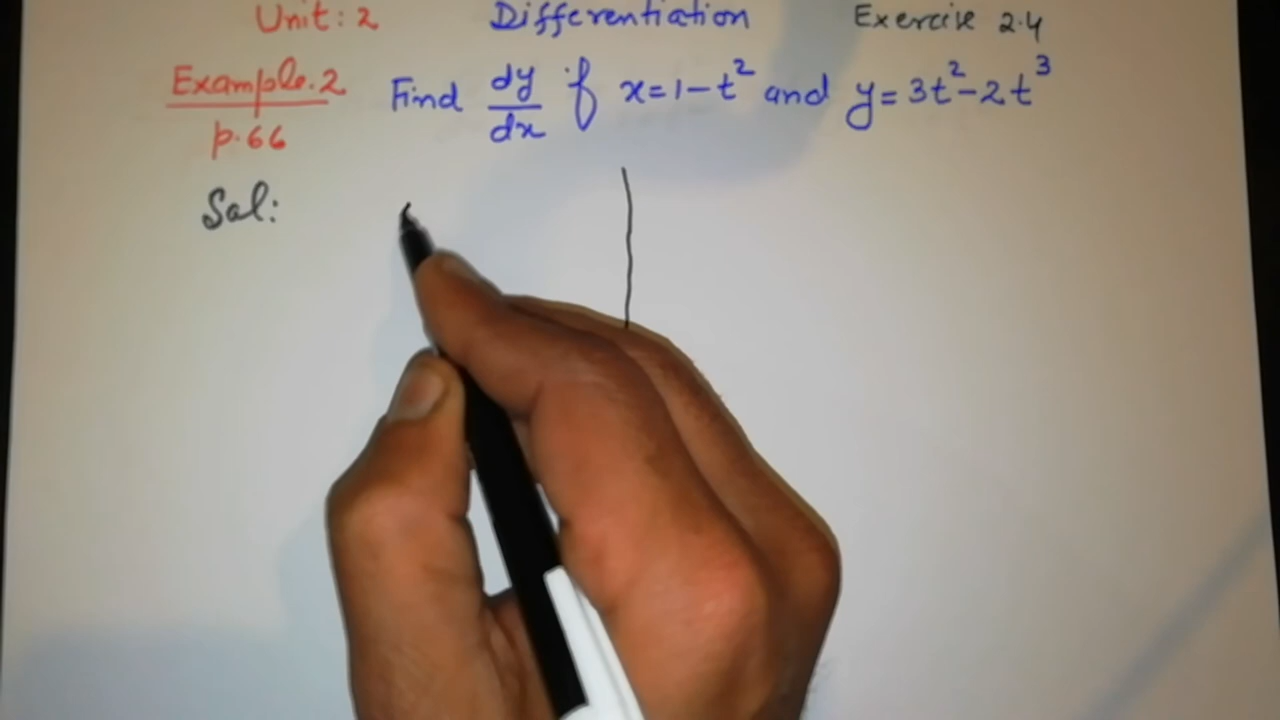 Unit: 2 Differentiation Exercise 2.4
Example.2 Find dy/dx if x=1-t² and y=3t²-2t³
p.66
Sol: